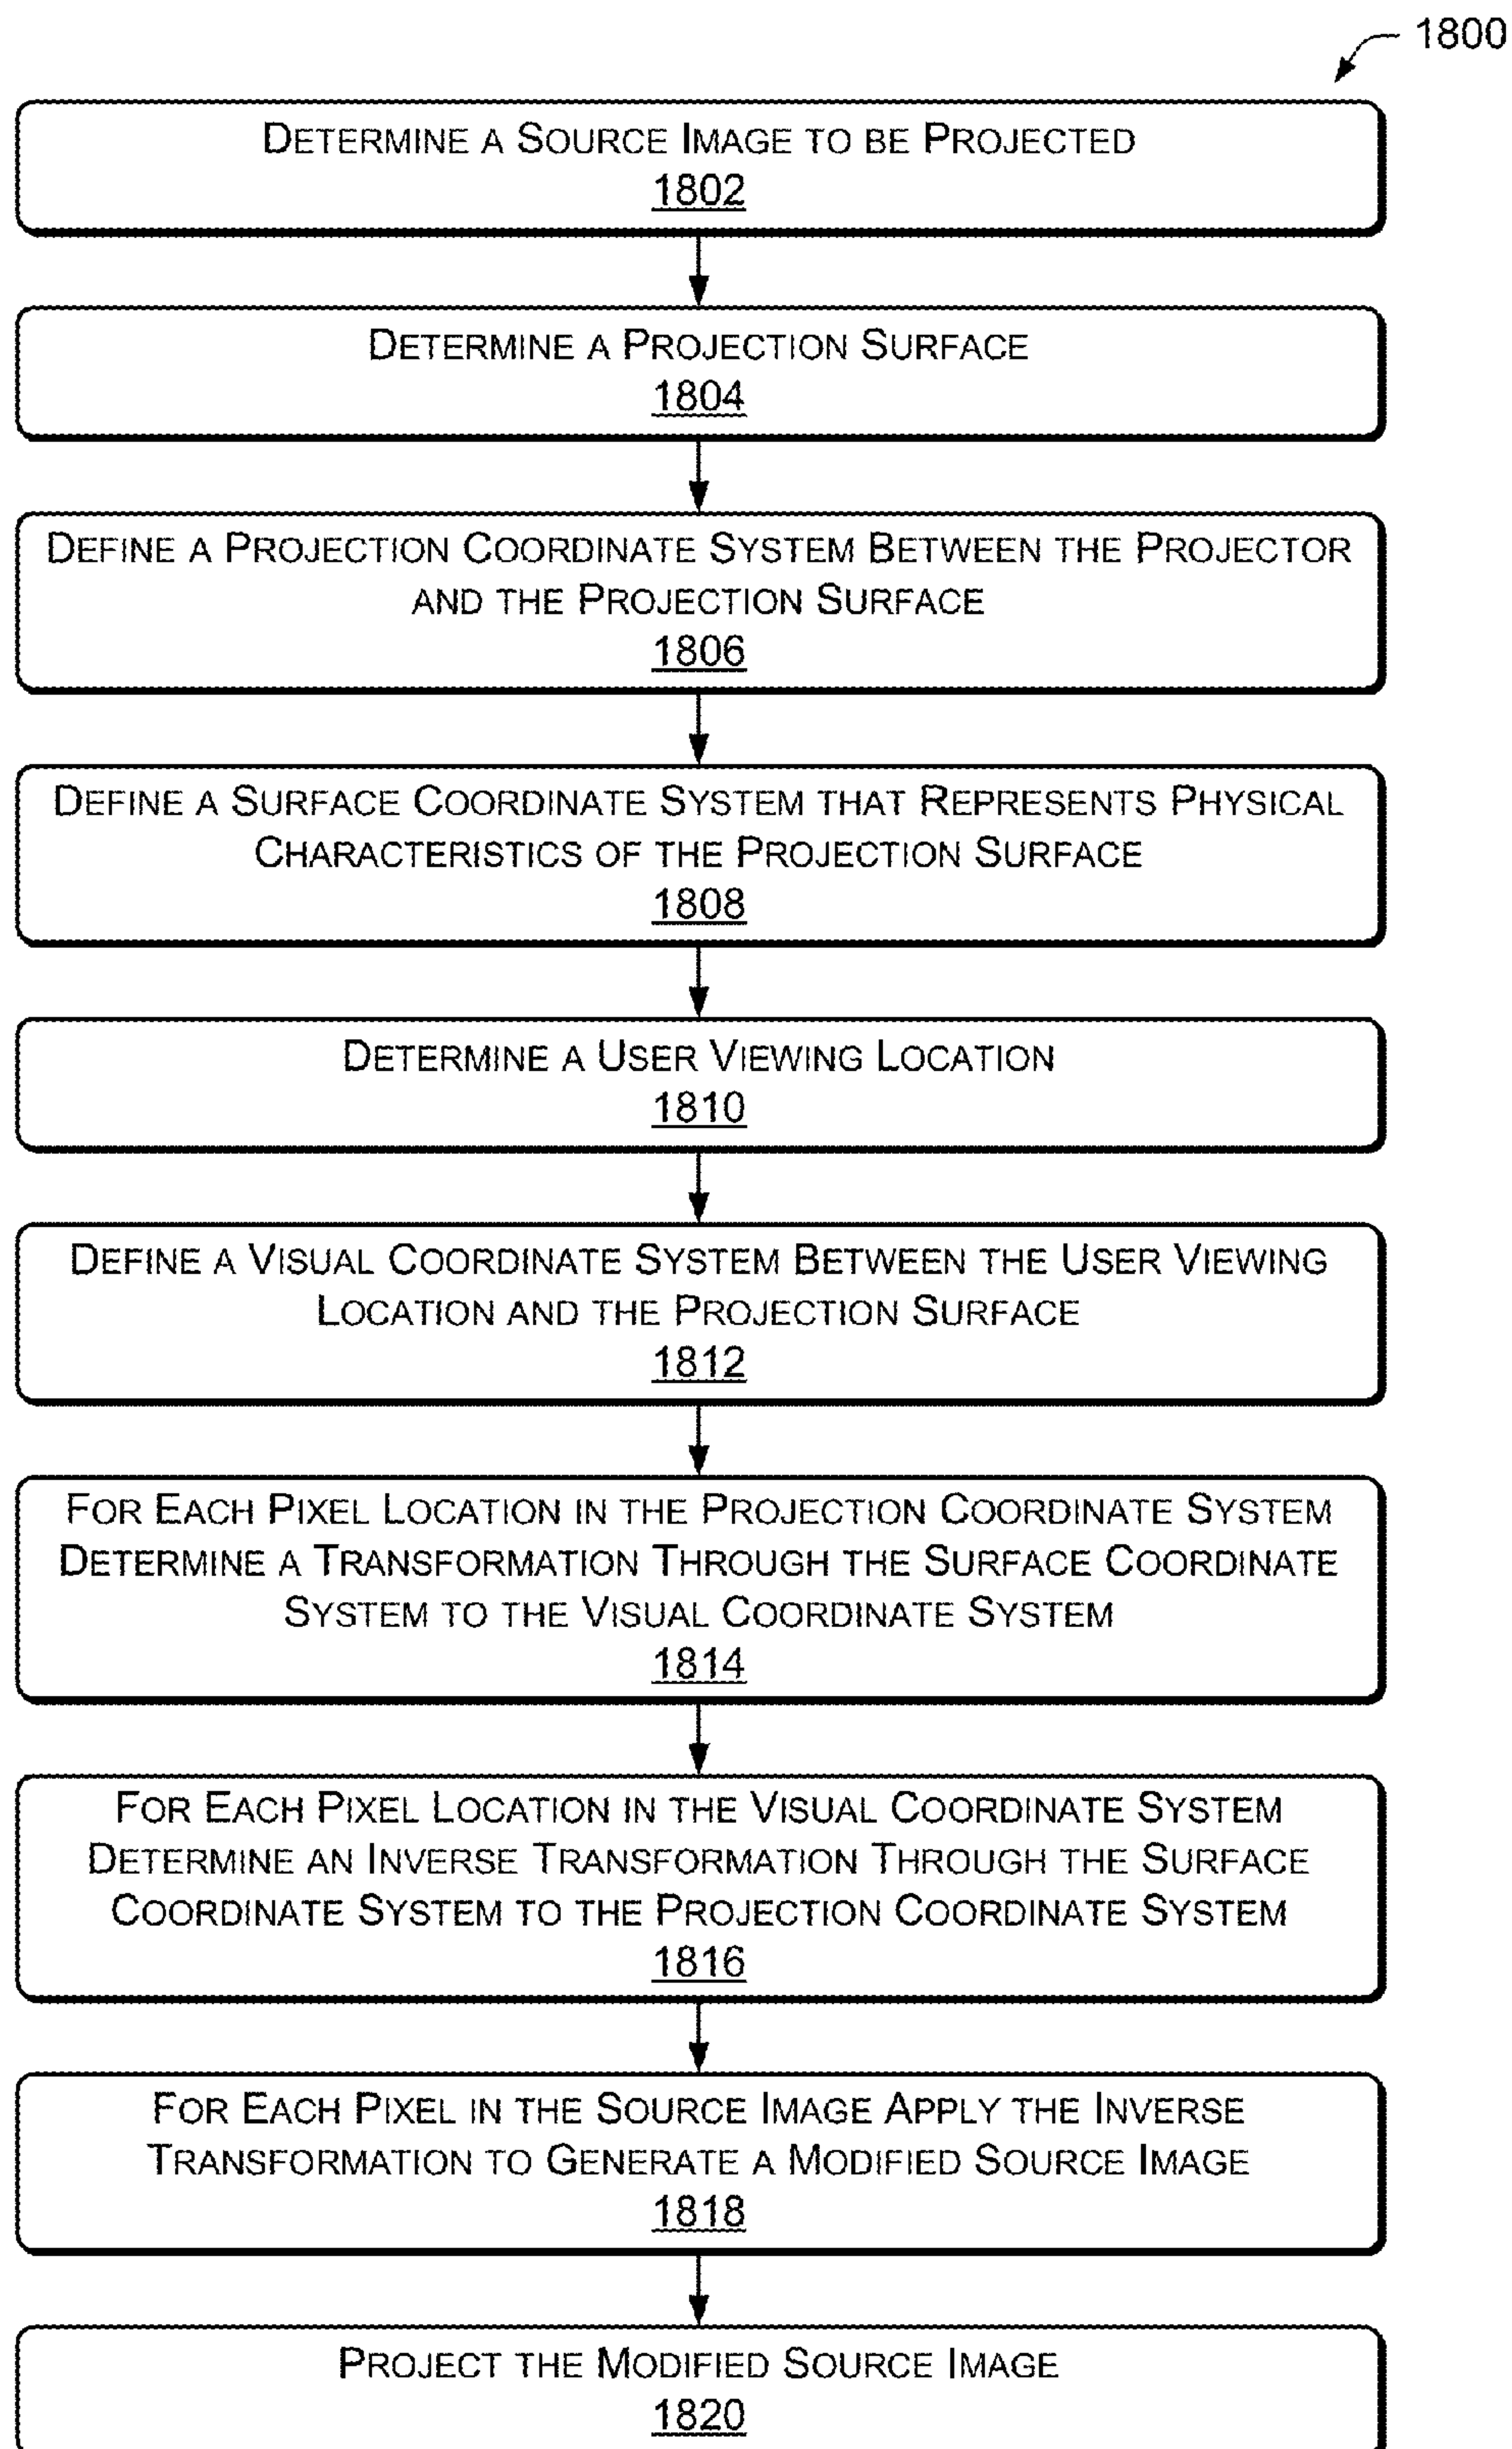 1800
DETERMINE A SOURCE IMAGE TO BE PROJECTED
1802
DETERMINE A PROJECTION SURFACE
1804
DEFINE A PROJECTION COORDINATE SYSTEM BETWEEN THE PROJECTOR
AND THE PROJECTION SURFACE
1806
DEFINE A SURFACE COORDINATE SYSTEM THAT REPRESENTS PHYSICAL
CHARACTERISTICS OF THE PROJECTION SURFACE
1808
DETERMINE A USER VIEWING LOCATION
1810
DEFINE A VISUAL COORDINATE SYSTEM BETWEEN THE USER VIEWING
LOCATION AND THE PROJECTION SURFACE
1812
FOR EACH PIXEL LOCATION IN THE PROJECTION COORDINATE SYSTEM
DETERMINE A TRANSFORMATION THROUGH THE SURFACE COORDINATE
SYSTEM TO THE VISUAL COORDINATE SYSTEM
1814
FOR EACH PIXEL LOCATION IN THE VISUAL COORDINATE SYSTEM
DETERMINE AN INVERSE TRANSFORMATION THROUGH THE SURFACE
COORDINATE SYSTEM TO THE PROJECTION COORDINATE SYSTEM
1816
FOR EACH PIXEL IN THE SOURCE IMAGE APPLY THE INVERSE
TRANSFORMATION TO GENERATE A MODIFIED SOURCE IMAGE
1818
PROJECT THE MODIFIED SOURCE IMAGE
1820